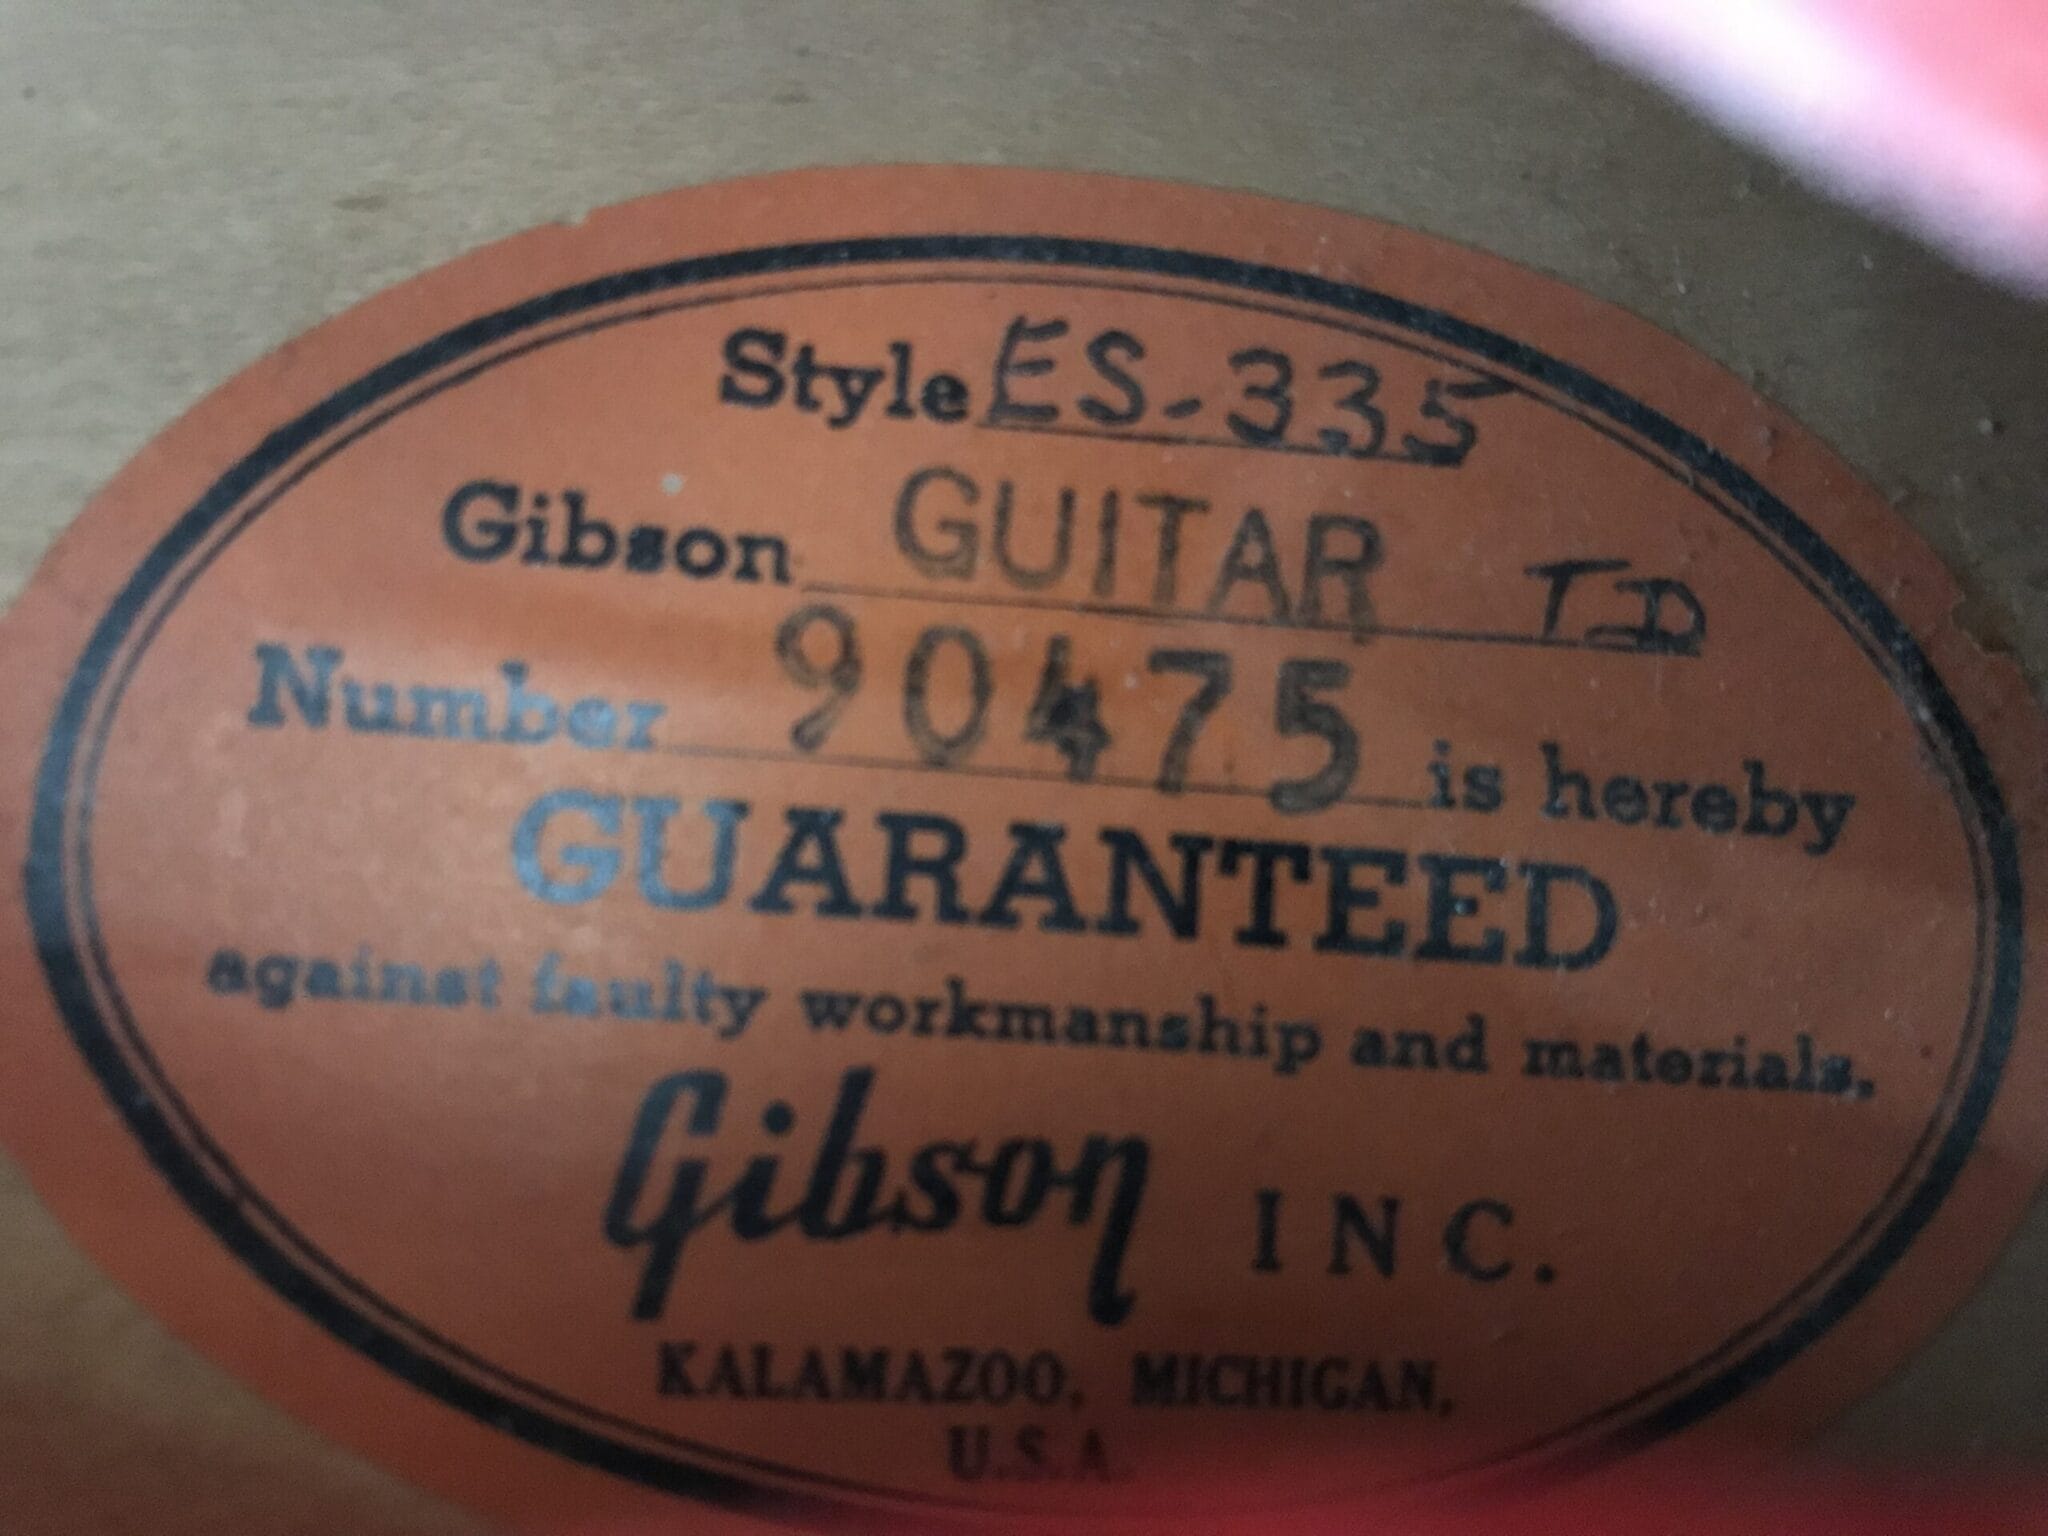 Style ES-335
Gibson GUITAR TD
Number 90475 is hereby
GUARANTEED
against faulty workmanship and materials.
Gibson INC.
KALAMAZOO, MICHIGAN,
U.S.A.